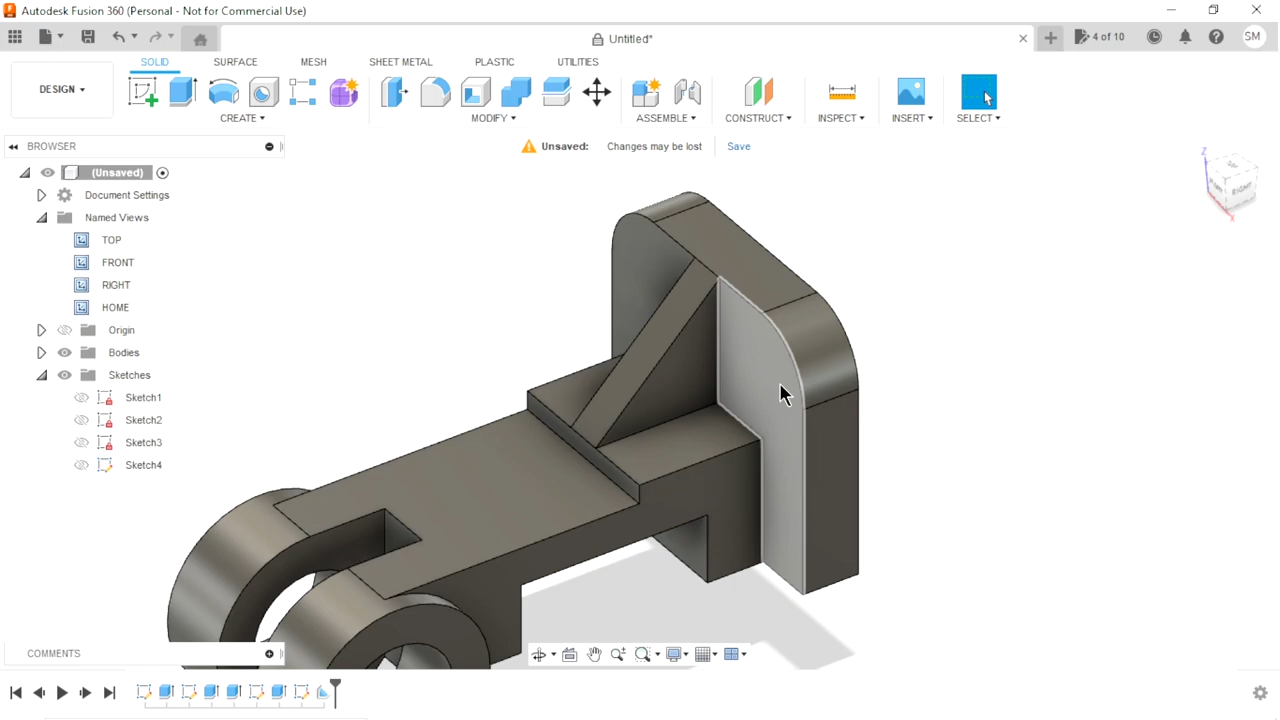 Autodesk Fusion 360 (Personal - Not for Commercial Use)
Untitled*
4 of 10
SM
SOLID
SURFACE
MESH
SHEET METAL
PLASTIC
UTILITIES
DESIGN
CREATE
MODIFY
ASSEMBLE
CONSTRUCT
INSPECT
INSERT
SELECT
BROWSER
Unsaved: Changes may be lost Save
(Unsaved)
Document Settings
Named Views
TOP
FRONT
RIGHT
HOME
Origin
Bodies
Sketches
Sketch1
Sketch2
Sketch3
Sketch4
Z
RIGHT
X
COMMENTS